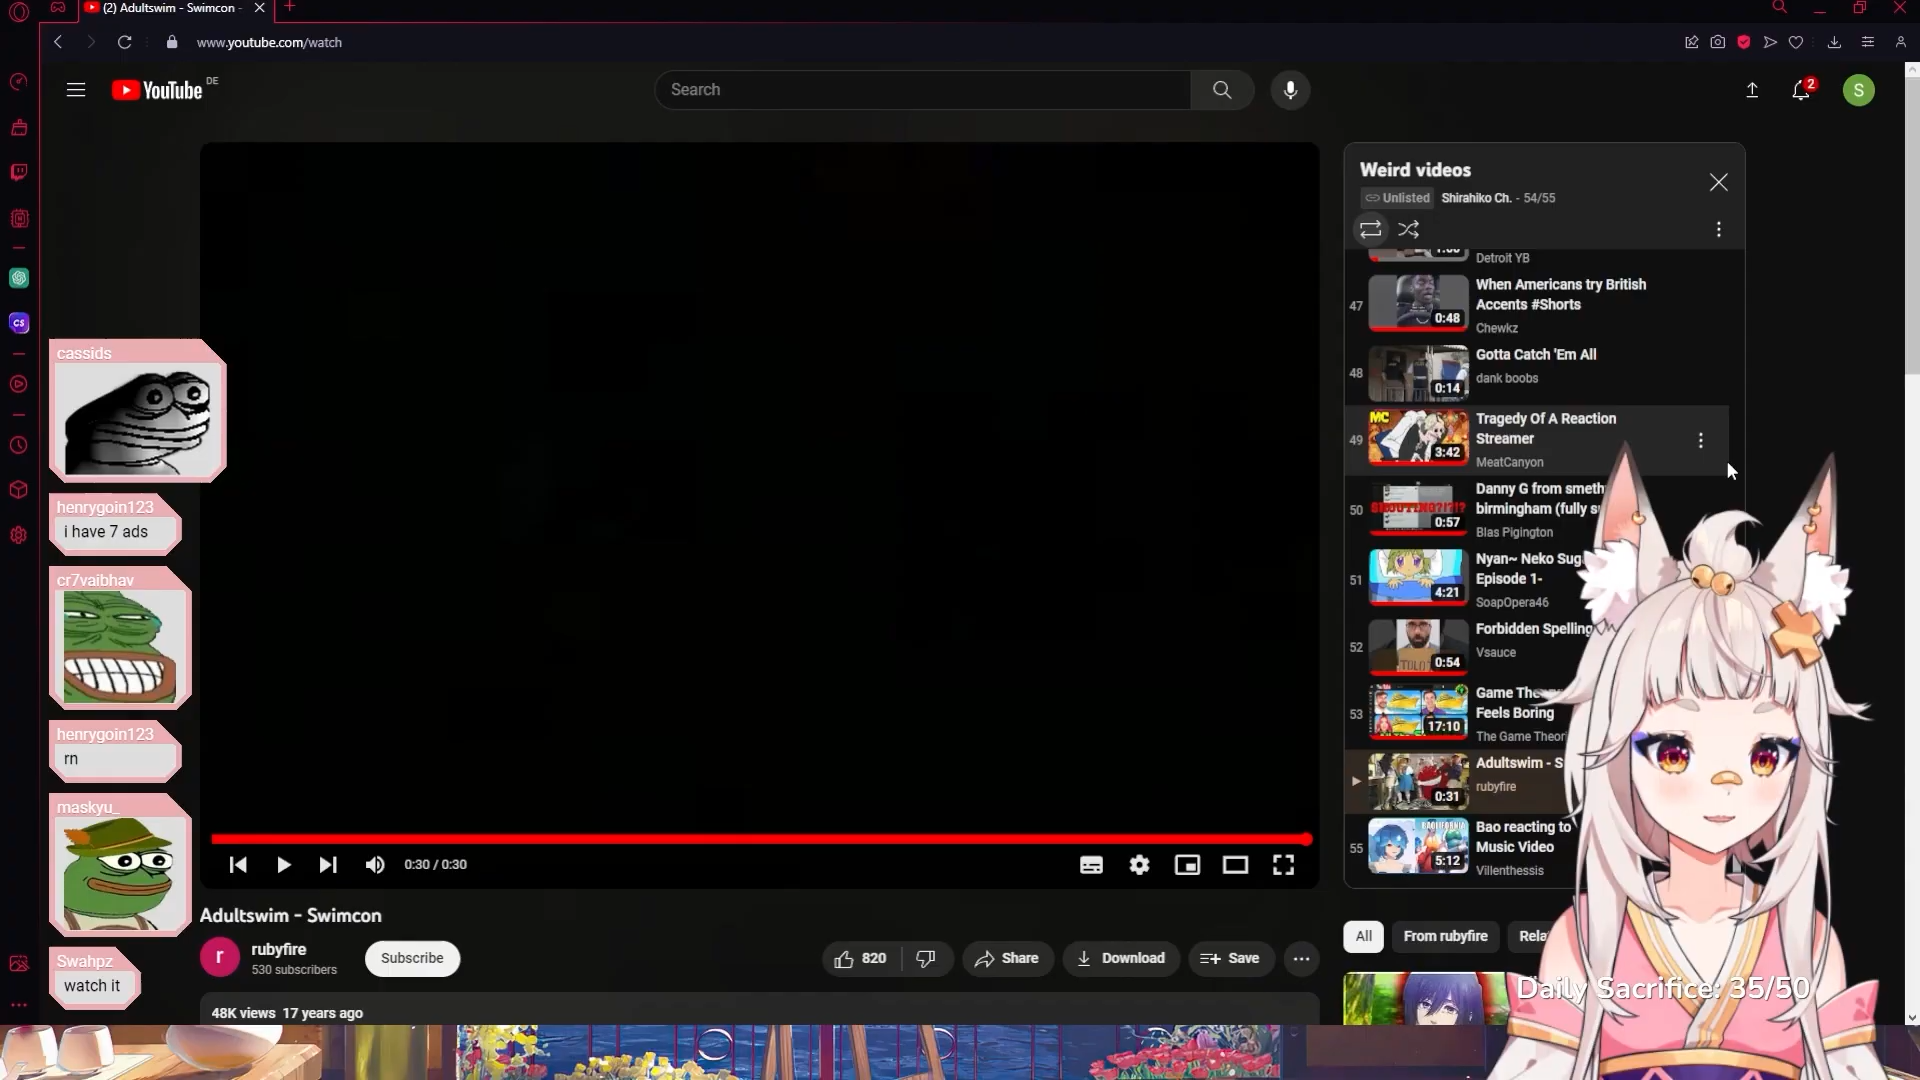 (2) Adultswim - Swimcon -
www.youtube.com/watch
YouTube DE
Search
2
S
CS
Weird videos
Unlisted Shirahiko Ch. - 54/55
Detroit YB
47
When Americans try British
Accents #Shorts
0:48
Chewkz
48
Gotta Catch 'Em All
dank boobs
0:14
49
MC
Tragedy Of A Reaction
Streamer
3:42
MeatCanyon
50
Danny G from smeth
birmingham (fully s
0:57
Blas Pigington
51
Nyan~ Neko Sug
Episode 1-
4:21
SoapOpera46
52
Forbidden Spelling
Vsauce
0:54
53
Game The
Feels Boring
17:10
The Game Theor
Adultswim - S
rubyfire
0:31
55
Bao reacting to
Music Video
5:12
Villenthessis
cassids
henrygoin123
i have 7 ads
cr7vaibhav
henrygoin123
rn
maskyu_
Swahpz
watch it
0:30 / 0:30
Adultswim - Swimcon
r
rubyfire
530 subscribers
Subscribe
820
Share
Download
Save
48K views 17 years ago
All
From rubyfire
Rela
Daily Sacrifice: 35/50